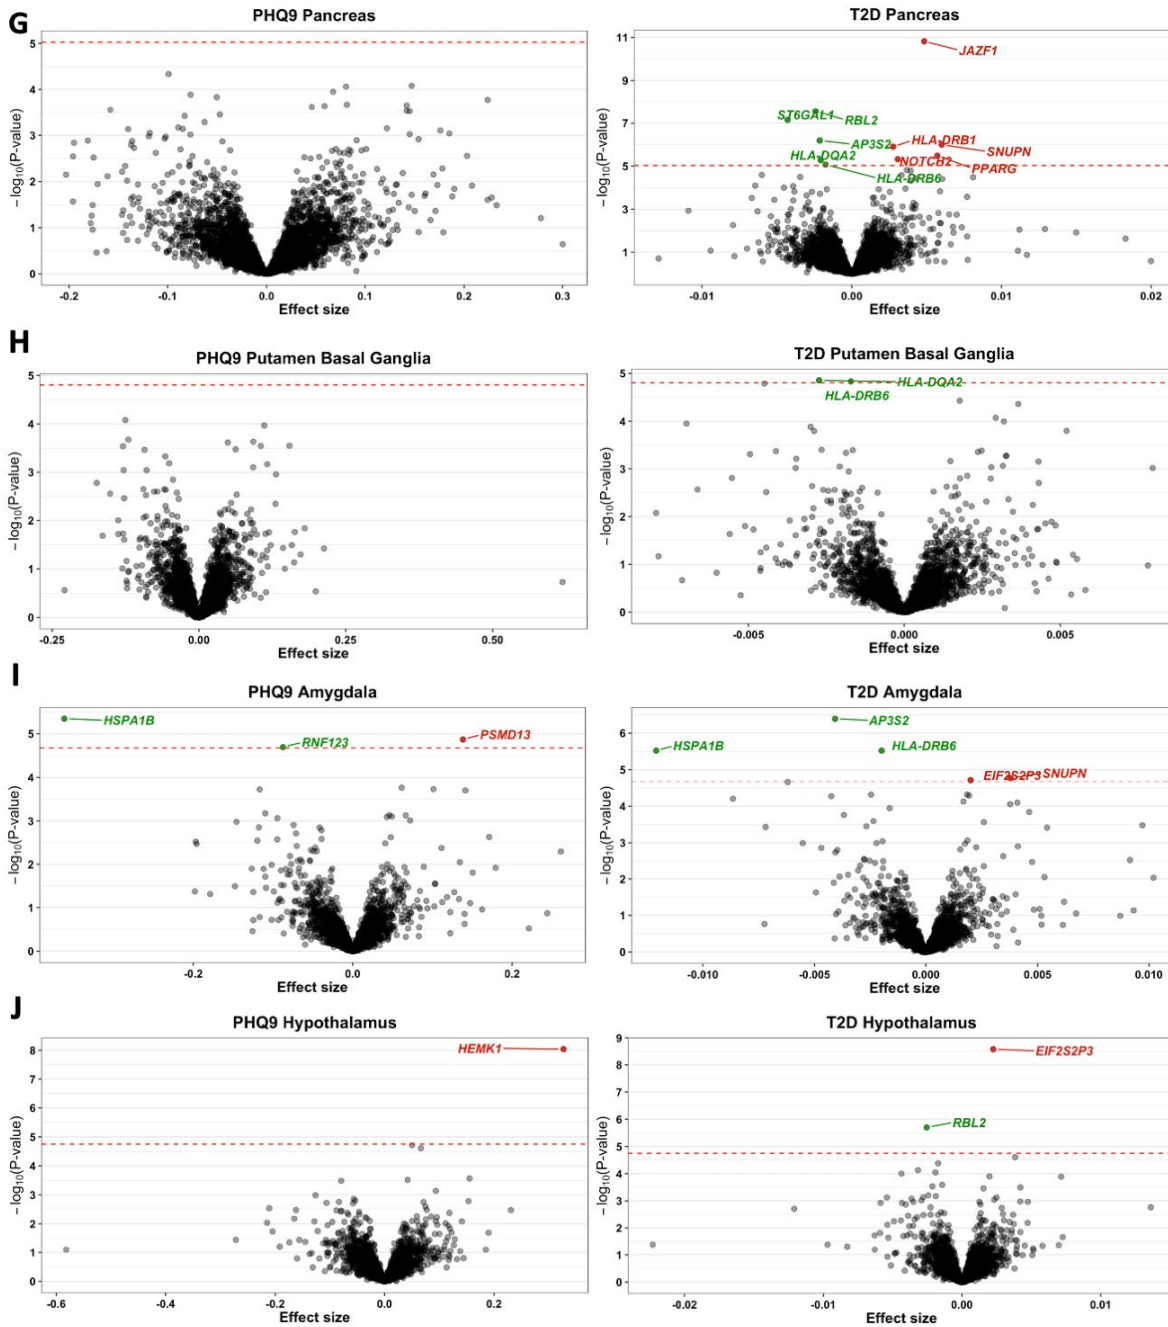 G
PHQ9 Pancreas
5
4
3
2
1
0
−log10(P-value)
-0.2 -0.1 0.0 0.1 0.2 0.3
Effect size
T2D Pancreas
11
9
7
5
3
1
−log10(P-value)
JAZF1
ST6GAL1
RBL2
AP3S2
HLA-DRB1
SNUPN
HLA-DQA2
NOTCH2
PPARG
HLA-DRB6
-0.01 0.00 0.01 0.02
Effect size
H
PHQ9 Putamen Basal Ganglia
5
4
3
2
1
0
−log10(P-value)
-0.25 0.00 0.25 0.50
Effect size
T2D Putamen Basal Ganglia
5
4
3
2
1
0
−log10(P-value)
HLA-DQA2
HLA-DRB6
-0.005 0.000 0.005
Effect size
I
PHQ9 Amygdala
5
4
3
2
1
0
−log10(P-value)
HSPA1B
RNF123
PSMD13
-0.2 0.0 0.2
Effect size
T2D Amygdala
6
5
4
3
2
1
0
−log10(P-value)
AP3S2
HSPA1B
HLA-DRB6
EIF2S2P3
SNUPN
-0.010 -0.005 0.000 0.005 0.010
Effect size
J
PHQ9 Hypothalamus
8
7
6
5
4
3
2
1
0
−log10(P-value)
HEMK1
-0.6 -0.4 -0.2 0.0 0.2
Effect size
T2D Hypothalamus
9
8
7
6
5
4
3
2
1
0
−log10(P-value)
EIF2S2P3
RBL2
-0.02 -0.01 0.00 0.01
Effect size